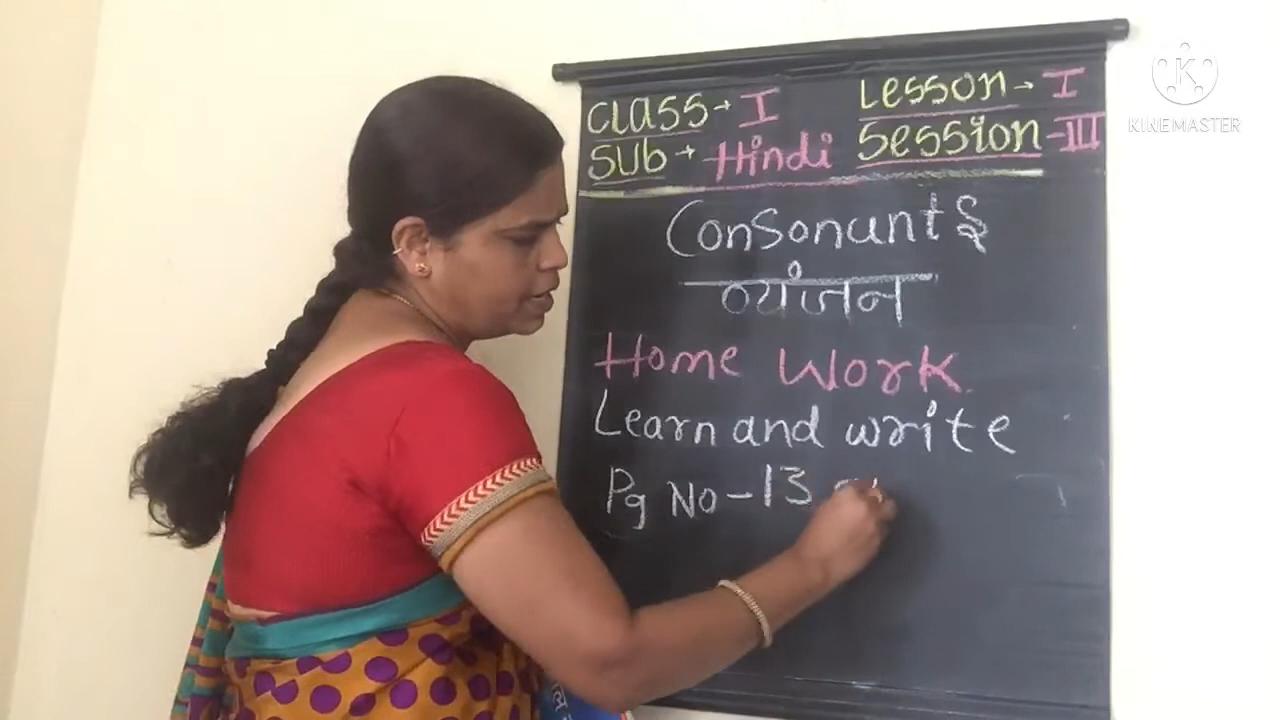 Class → I
Sub → Hindi
Lesson → I
Session - III
Consonants
व्यंजन
Home Work
Learn and write
Pg No - 13
KINEMASTER